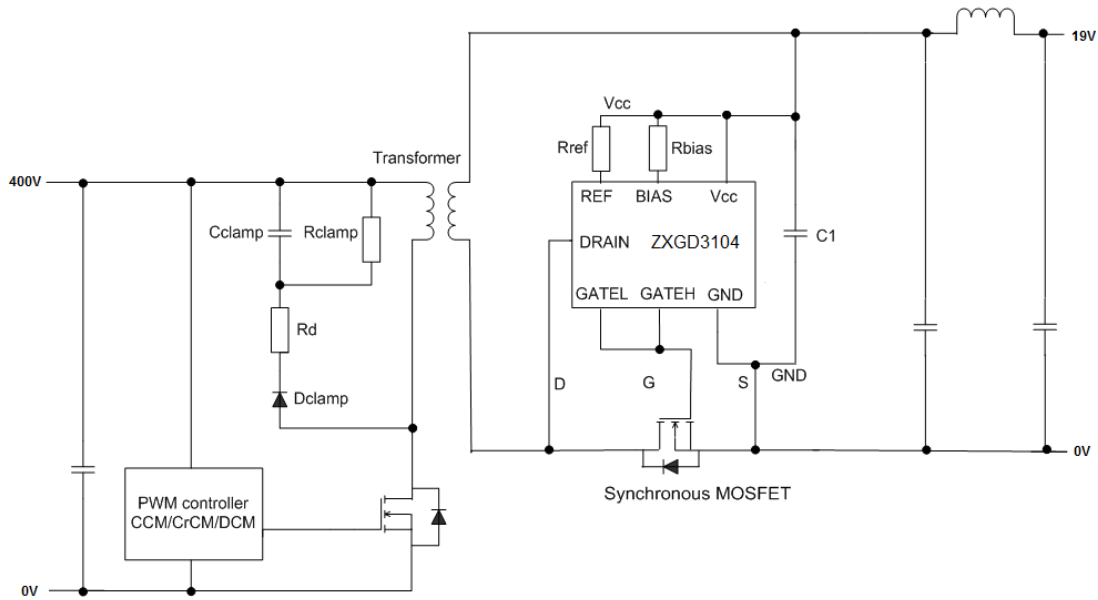 19V
Vcc
Rref
Rbias
Transformer
400V
REF BIAS Vcc
Cclamp
Rclamp
DRAIN ZXGD3104
C1
GATEL GATEH GND
Rd
D
G
S
GND
Dclamp
0V
Synchronous MOSFET
PWM controller
CCM/CrCM/DCM
0V